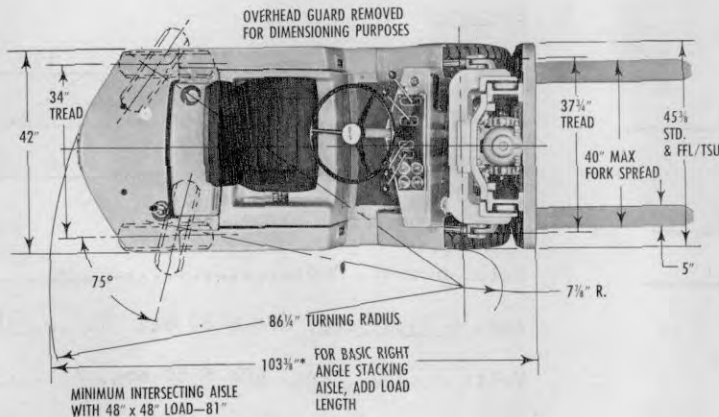 OVERHEAD GUARD REMOVED
FOR DIMENSIONING PURPOSES
34"
TREAD
42"
37¾"
TREAD
45⅜
STD.
& FFL/TSU
40" MAX
FORK SPREAD
5"
75°
7⅞" R.
86¼" TURNING RADIUS
103⅜"*
FOR BASIC RIGHT
ANGLE STACKING
AISLE, ADD LOAD
LENGTH
MINIMUM INTERSECTING AISLE
WITH 48" x 48" LOAD—81"